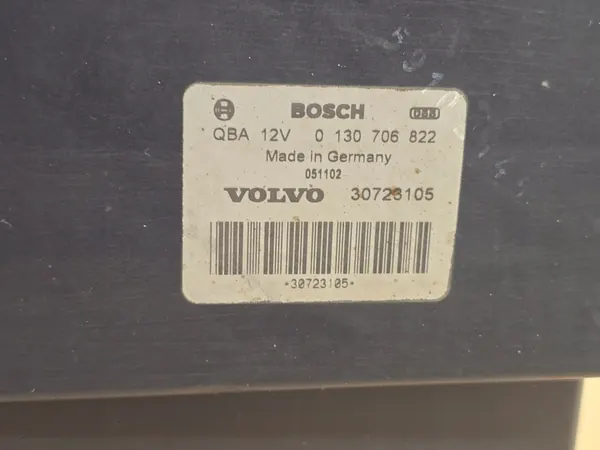 BOSCH
QBA 12V 0 130 706 822
Made in Germany
051102
VOLVO 30723105
*30723105*